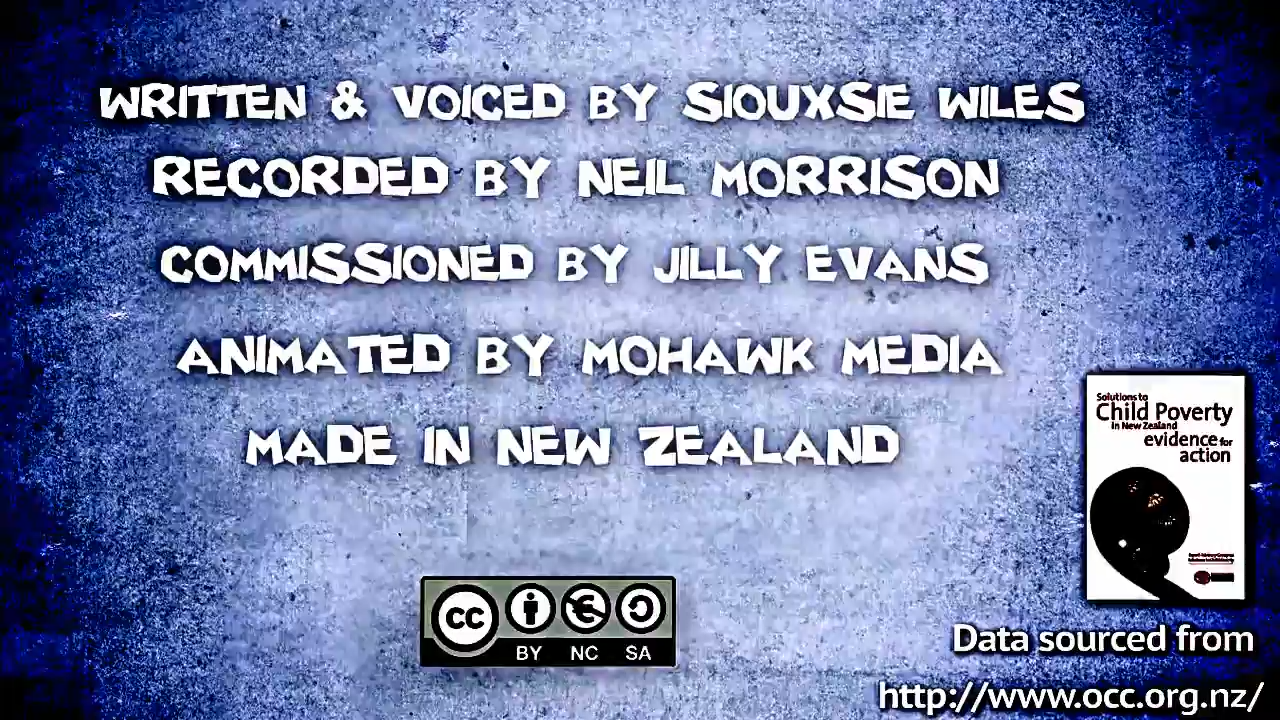 WRITTEN & VOICED BY SIOUXSIE WILES
RECORDED BY NEIL MORRISON
COMMISSIONED BY JILLY EVANS
ANIMATED BY MOHAWK MEDIA
MADE IN NEW ZEALAND
Solutions to
Child Poverty
in New Zealand
evidence for
action
cc
BY NC SA
Data sourced from
http://www.occ.org.nz/